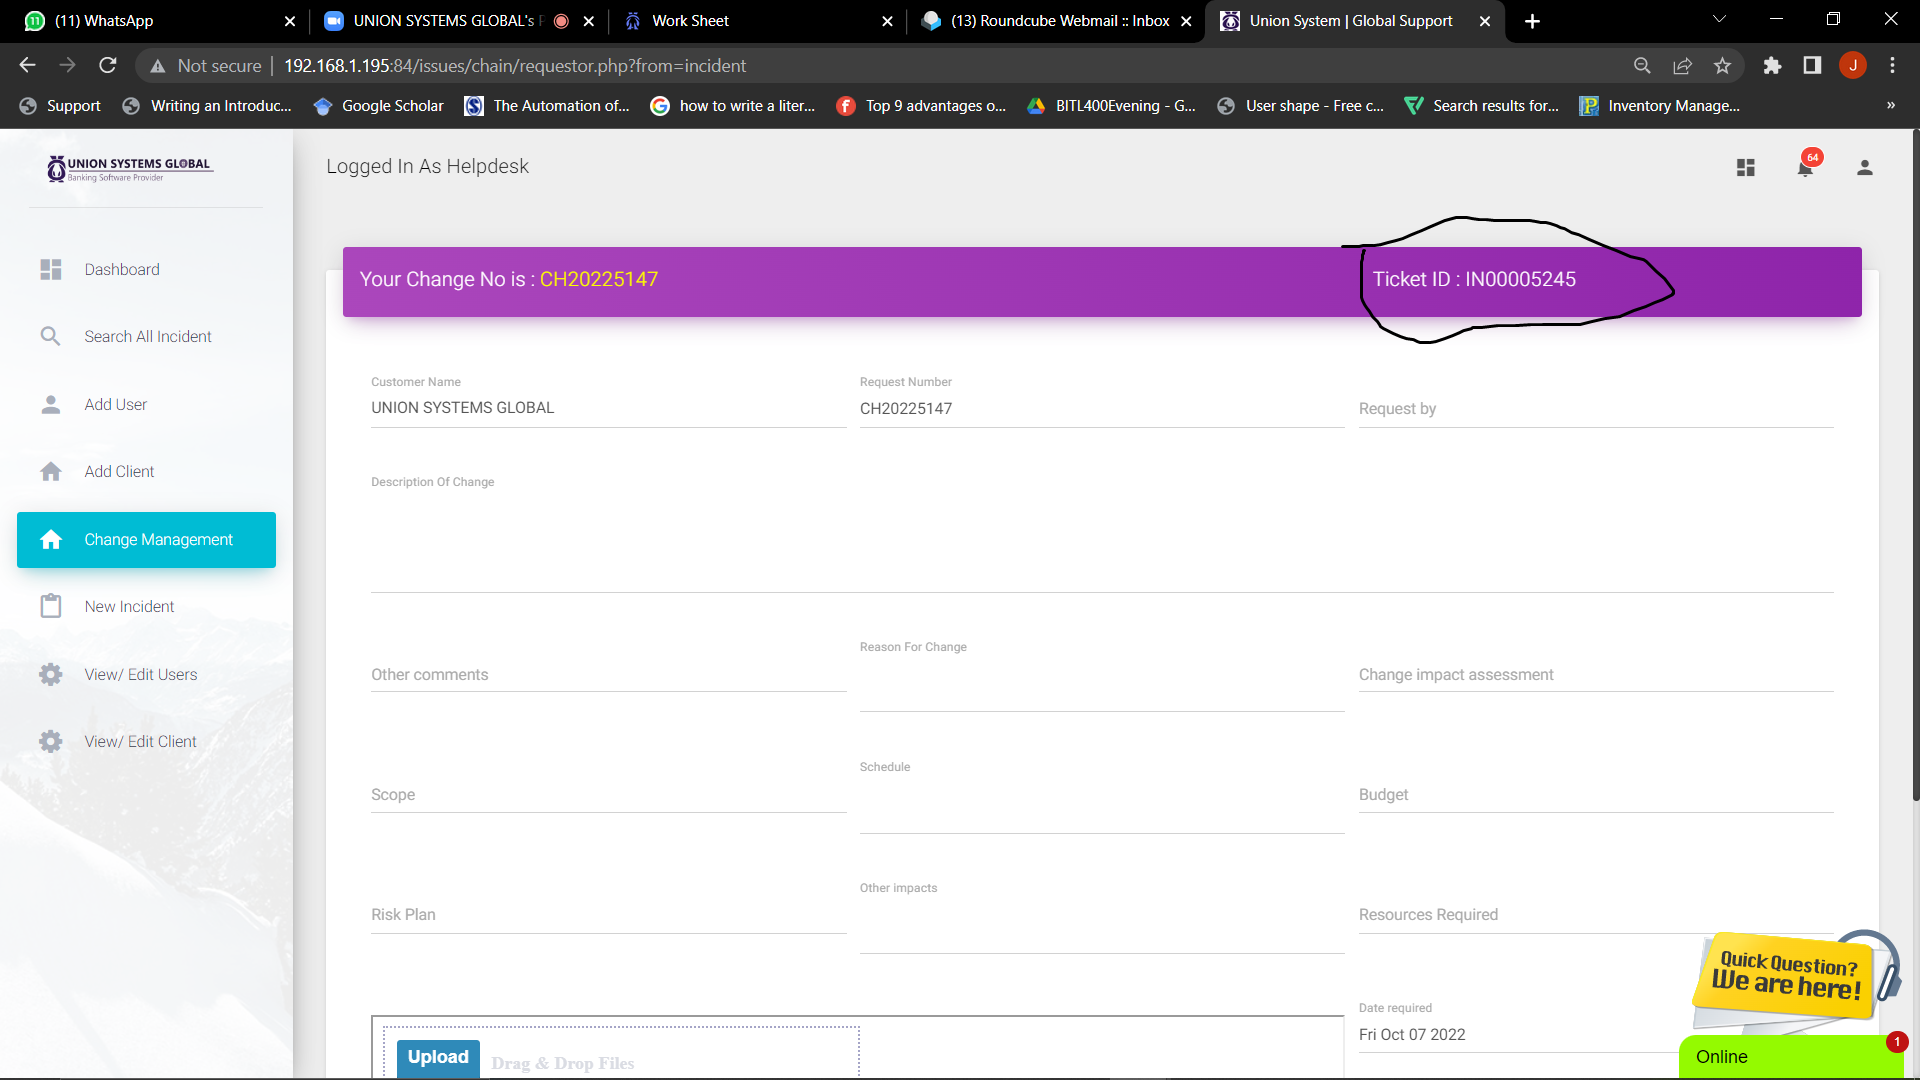 (11) WhatsApp
UNION SYSTEMS GLOBAL's
Work Sheet
(13) Roundcube Webmail :: Inbox
Union System | Global Support
Not secure
192.168.1.195:84/issues/chain/requestor.php?from=incident
J
Support
Writing an Introduc...
Google Scholar
The Automation of...
how to write a liter...
Top 9 advantages o...
BITL400Evening - G...
User shape - Free c...
Search results for...
Inventory Manage...
»
UNION SYSTEMS GLOBAL
Banking Software Provider
Logged In As Helpdesk
64
Dashboard
Search All Incident
Add User
Add Client
Change Management
New Incident
View/ Edit Users
View/ Edit Client
Your Change No is : CH20225147
Ticket ID : IN00005245
Customer Name
UNION SYSTEMS GLOBAL
Request Number
CH20225147
Request by
Description Of Change
Other comments
Reason For Change
Change impact assessment
Scope
Schedule
Budget
Risk Plan
Other impacts
Resources Required
Quick Question?
We are here!
Date required
Fri Oct 07 2022
Upload
Drag & Drop Files
Online
1